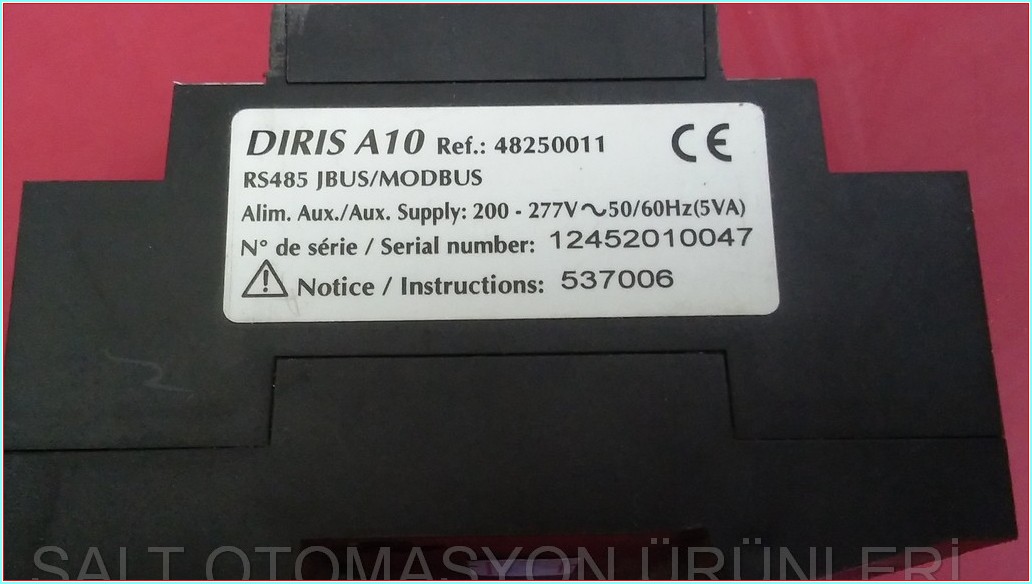 DIRIS A10 Ref.: 48250011
CE
RS485 JBUS/MODBUS
Alim. Aux./Aux. Supply: 200 - 277V~50/60Hz(5VA)
N° de série / Serial number: 12452010047
Notice / Instructions: 537006
SALT OTOMASYON ÜRÜNLERİ